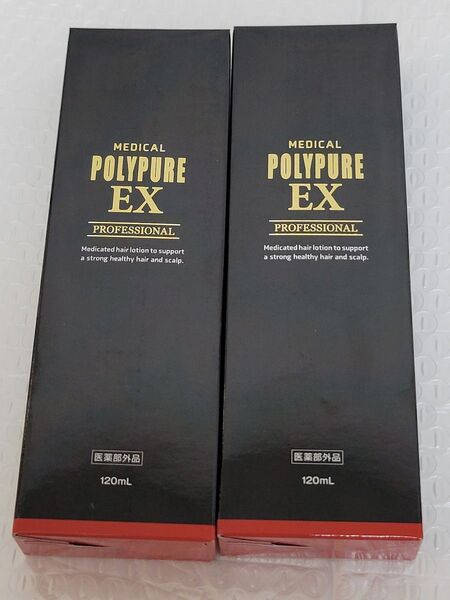 MEDICAL
POLYPURE
EX
PROFESSIONAL
Medicated hair lotion to support
a strong healthy hair and scalp.
医薬部外品
120mL
MEDICAL
POLYPURE
EX
PROFESSIONAL
Medicated hair lotion to support
a strong healthy hair and scalp.
医薬部外品
120mL